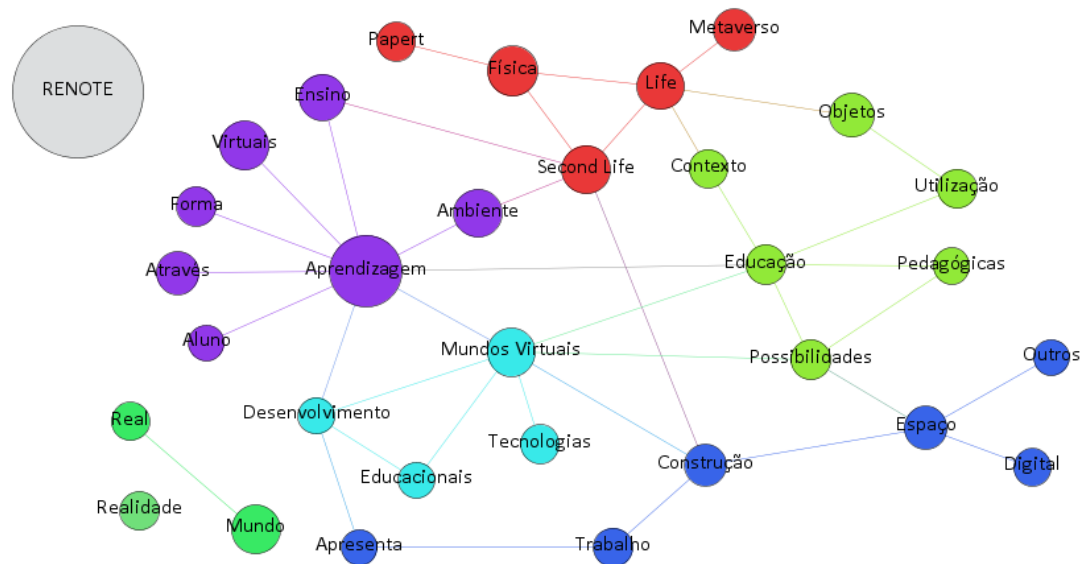 Metaverso
Papert
Física
Life
RENOTE
Ensino
Objetos
Virtuais
Second Life
Contexto
Utilização
Forma
Ambiente
Através
Aprendizagem
Educação
Pedagógicas
Aluno
Mundos Virtuais
Possibilidades
Outros
Real
Desenvolvimento
Tecnologias
Espaço
Educacionais
Construção
Digital
Realidade
Mundo
Apresenta
Trabalho